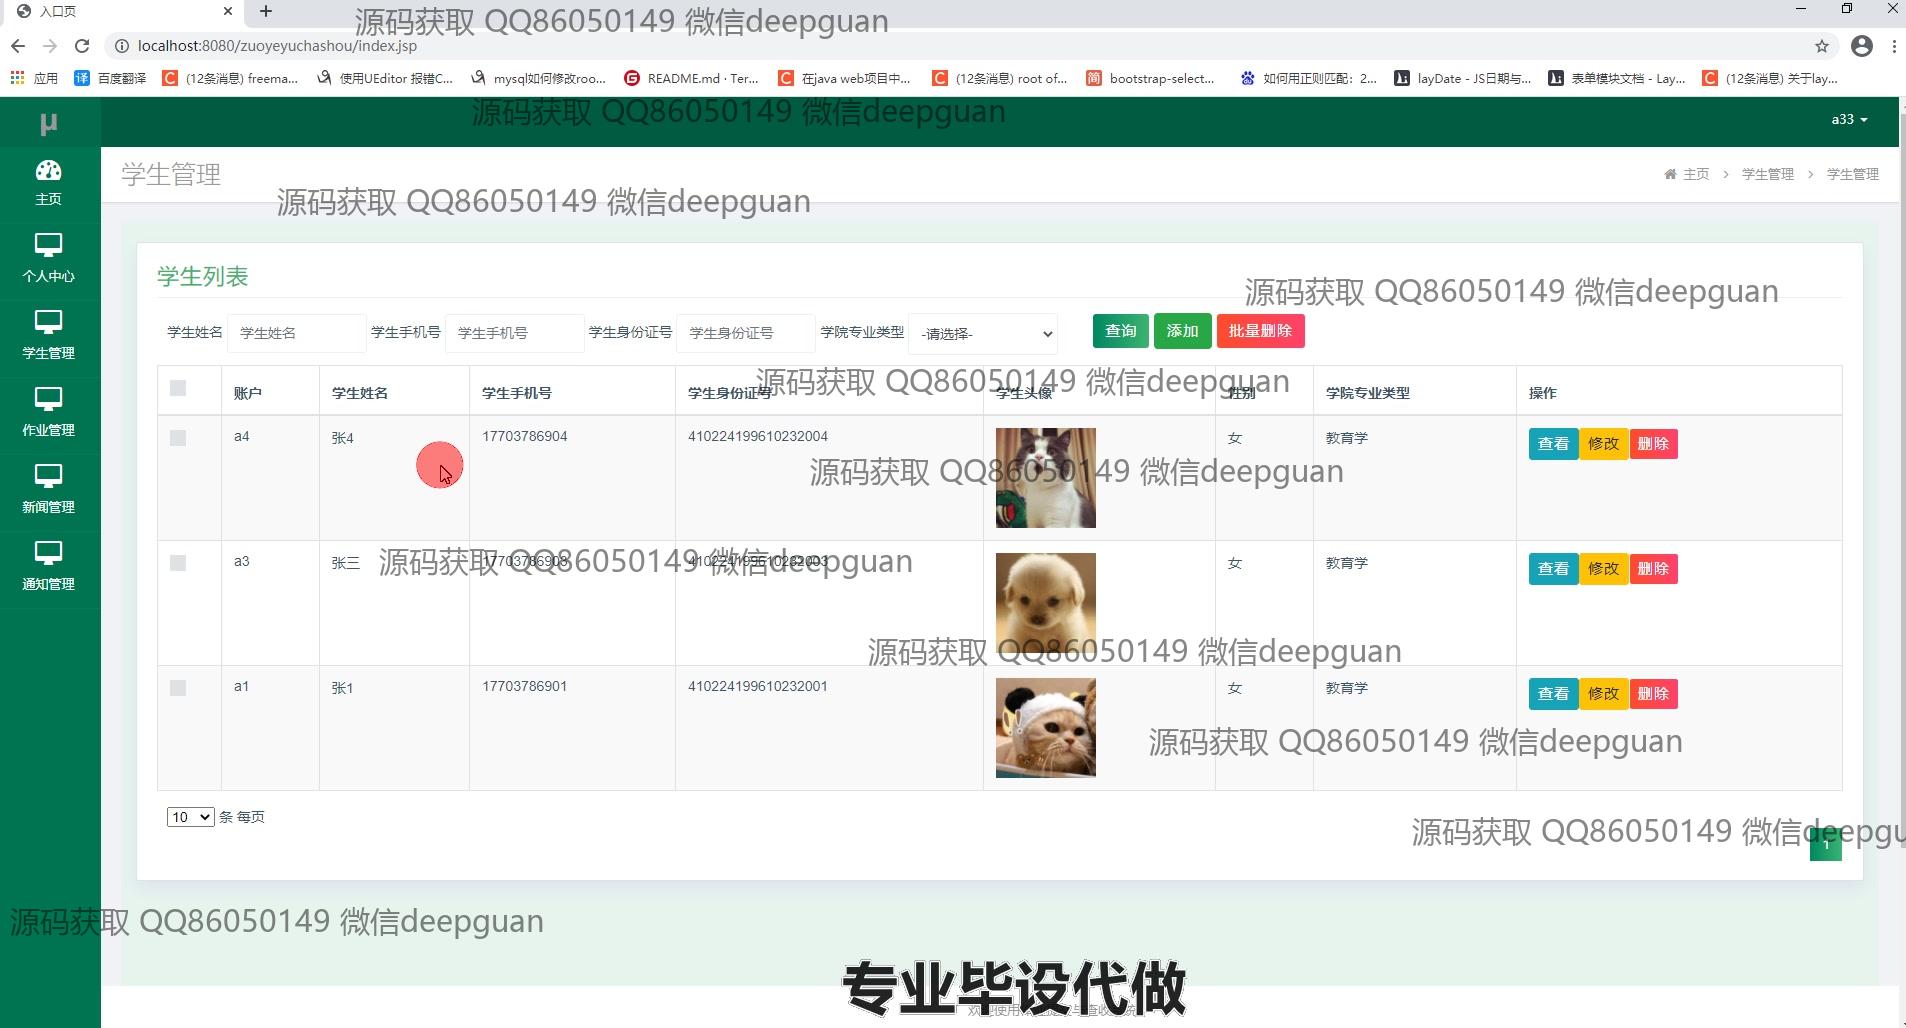 入口页
源码获取 QQ86050149 微信deepguan
localhost:8080/zuoyeyuchashou/index.jsp
应用 百度翻译 (12条消息) freema... 使用UEditor 报错C... mysql如何修改roo... README.md · Ter... 在java web项目中... (12条消息) root of... bootstrap-select... 如何用正则匹配：2... layDate - JS日期与... 表单模块文档 - Lay... (12条消息) 关于lay...
源码获取 QQ86050149 微信deepguan
μ
a33
主页
个人中心
学生管理
作业管理
新闻管理
通知管理
学生管理
主页 > 学生管理 > 学生管理
源码获取 QQ86050149 微信deepguan
学生列表
源码获取 QQ86050149 微信deepguan
学生姓名 学生姓名 学生手机号 学生手机号 学生身份证号 学生身份证号 学院专业类型 -请选择- 查询 添加 批量删除
源码获取 QQ86050149 微信deepguan
账户 学生姓名 学生手机号 学生身份证号 学生头像 性别 学院专业类型 操作
a4 张4 17703786904 410224199610232004 女 教育学 查看 修改 删除
源码获取 QQ86050149 微信deepguan
a3 张三 17703786903 410224199610232003 女 教育学 查看 修改 删除
源码获取 QQ86050149 微信deepguan
源码获取 QQ86050149 微信deepguan
a1 张1 17703786901 410224199610232001 女 教育学 查看 修改 删除
源码获取 QQ86050149 微信deepguan
10 条 每页
源码获取 QQ86050149 微信deepgu
1
源码获取 QQ86050149 微信deepguan
专业毕设代做